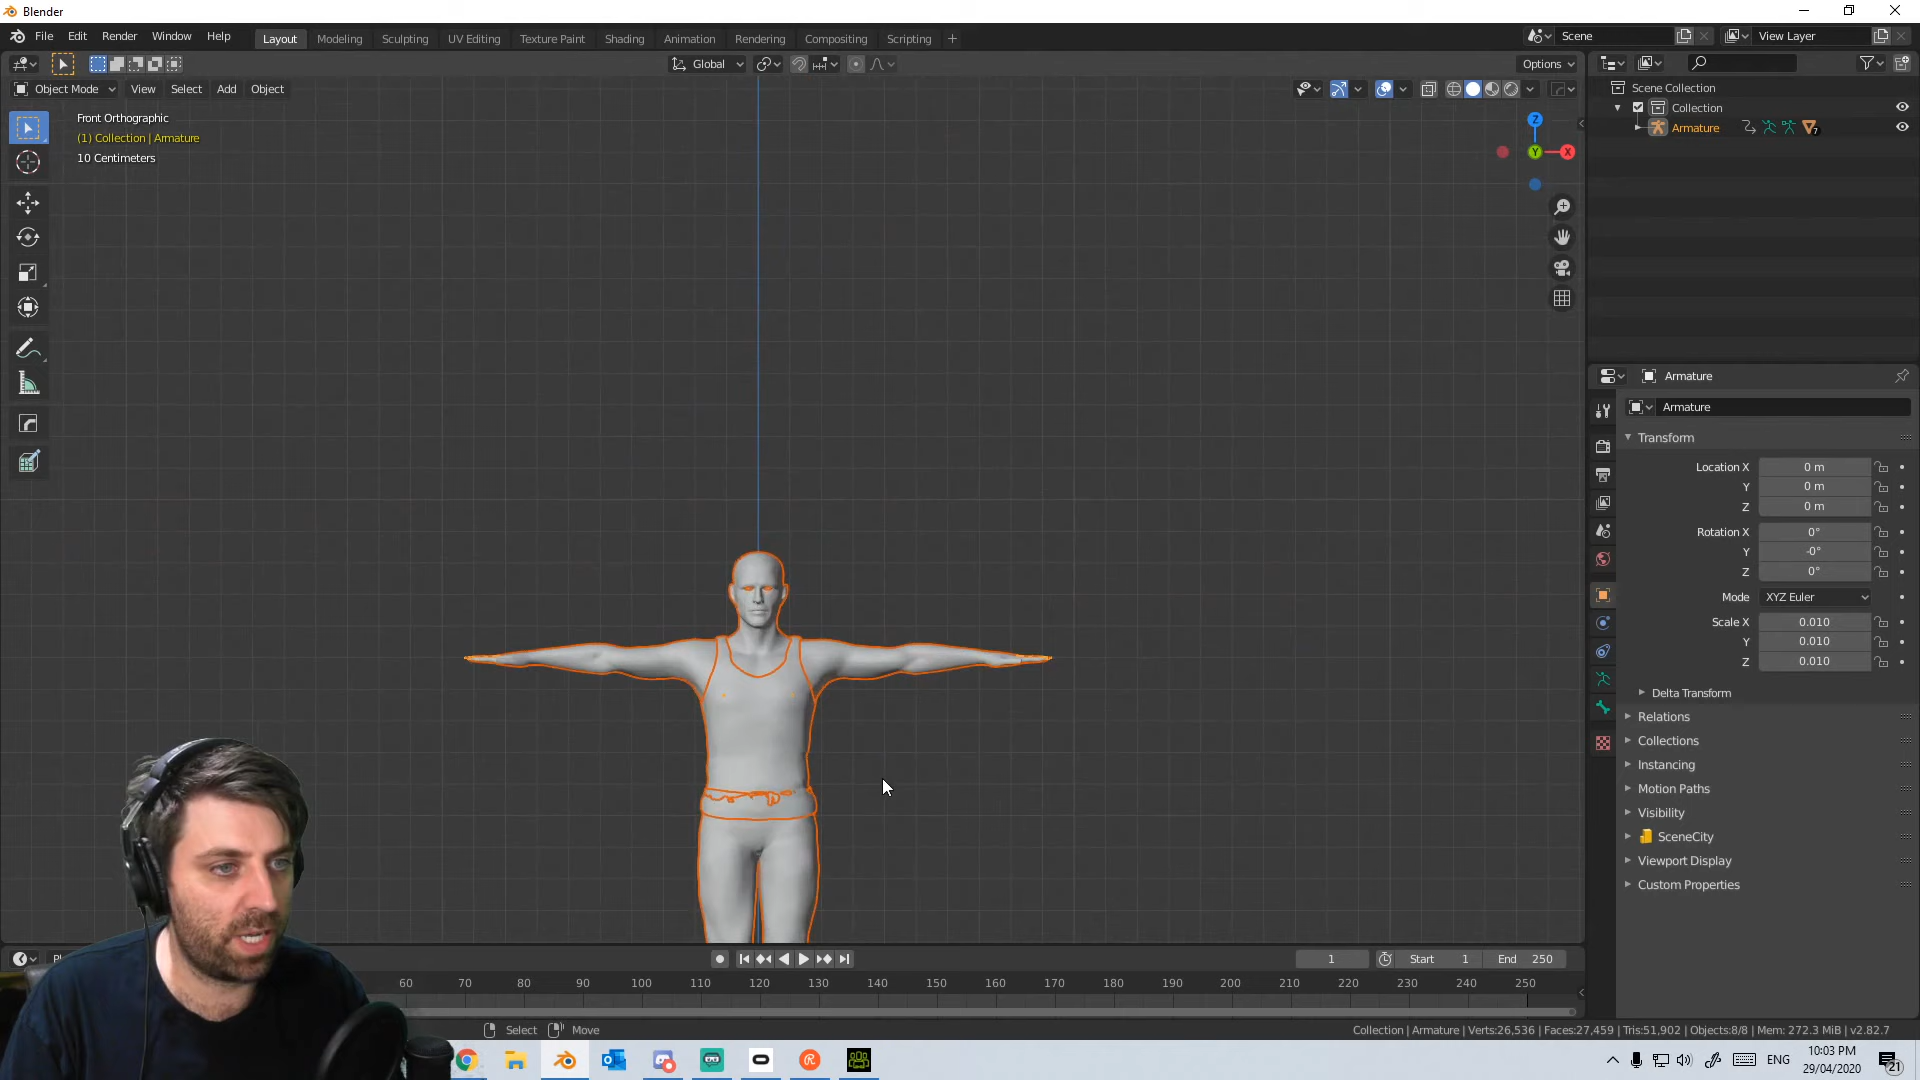 Blender
File Edit Render Window Help Layout Modeling Sculpting UV Editing Texture Paint Shading Animation Rendering Compositing Scripting + Scene View Layer
Global Options
Object Mode View Select Add Object
Front Orthographic
(1) Collection | Armature
10 Centimeters
Z
Y
X
Scene Collection
Collection
Armature 7
Armature
Armature
Transform
Location X 0 m
Y 0 m
Z 0 m
Rotation X 0°
Y -0°
Z 0°
Mode XYZ Euler
Scale X 0.010
Y 0.010
Z 0.010
Delta Transform
Relations
Collections
Instancing
Motion Paths
Visibility
SceneCity
Viewport Display
Custom Properties
1 Start 1 End 250
60 70 80 90 100 110 120 130 140 150 160 170 180 190 200 210 220 230 240 250
Select Move
Collection | Armature | Verts:26,536 | Faces:27,459 | Tris:51,902 | Objects:8/8 | Mem: 272.3 MiB | v2.82.7
ENG
10:03 PM
29/04/2020
21